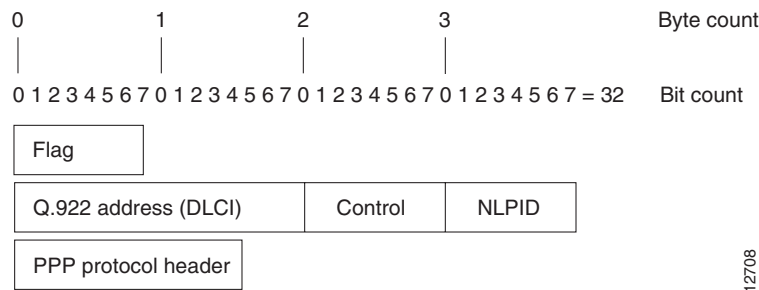 0 1 2 3 Byte count
0 1 2 3 4 5 6 7 0 1 2 3 4 5 6 7 0 1 2 3 4 5 6 7 0 1 2 3 4 5 6 7 = 32 Bit count
Flag
Q.922 address (DLCI) Control NLPID
PPP protocol header
12708